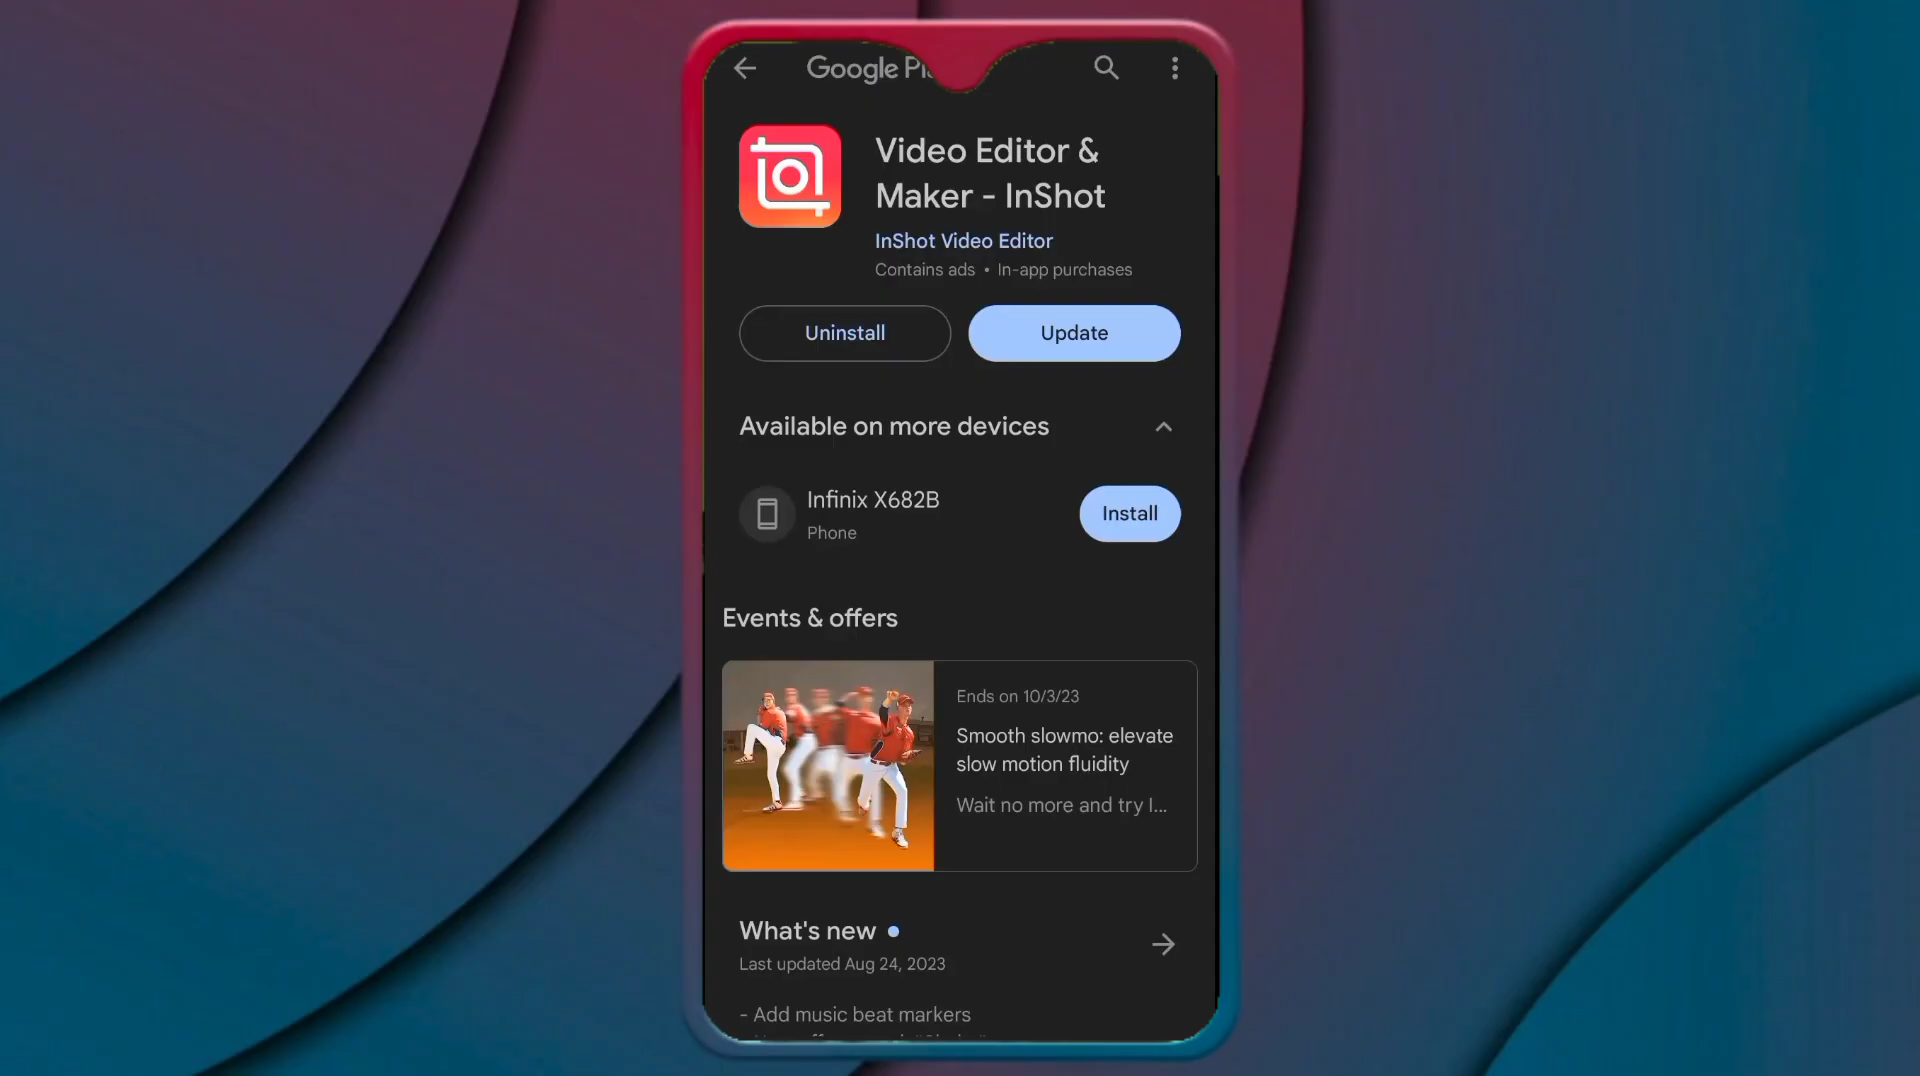 Google Pl
Video Editor &
Maker - InShot
InShot Video Editor
Contains ads • In-app purchases
Uninstall
Update
Available on more devices
Infinix X682B
Phone
Install
Events & offers
Ends on 10/3/23
Smooth slowmo: elevate
slow motion fluidity
Wait no more and try I...
What's new
Last updated Aug 24, 2023
- Add music beat markers